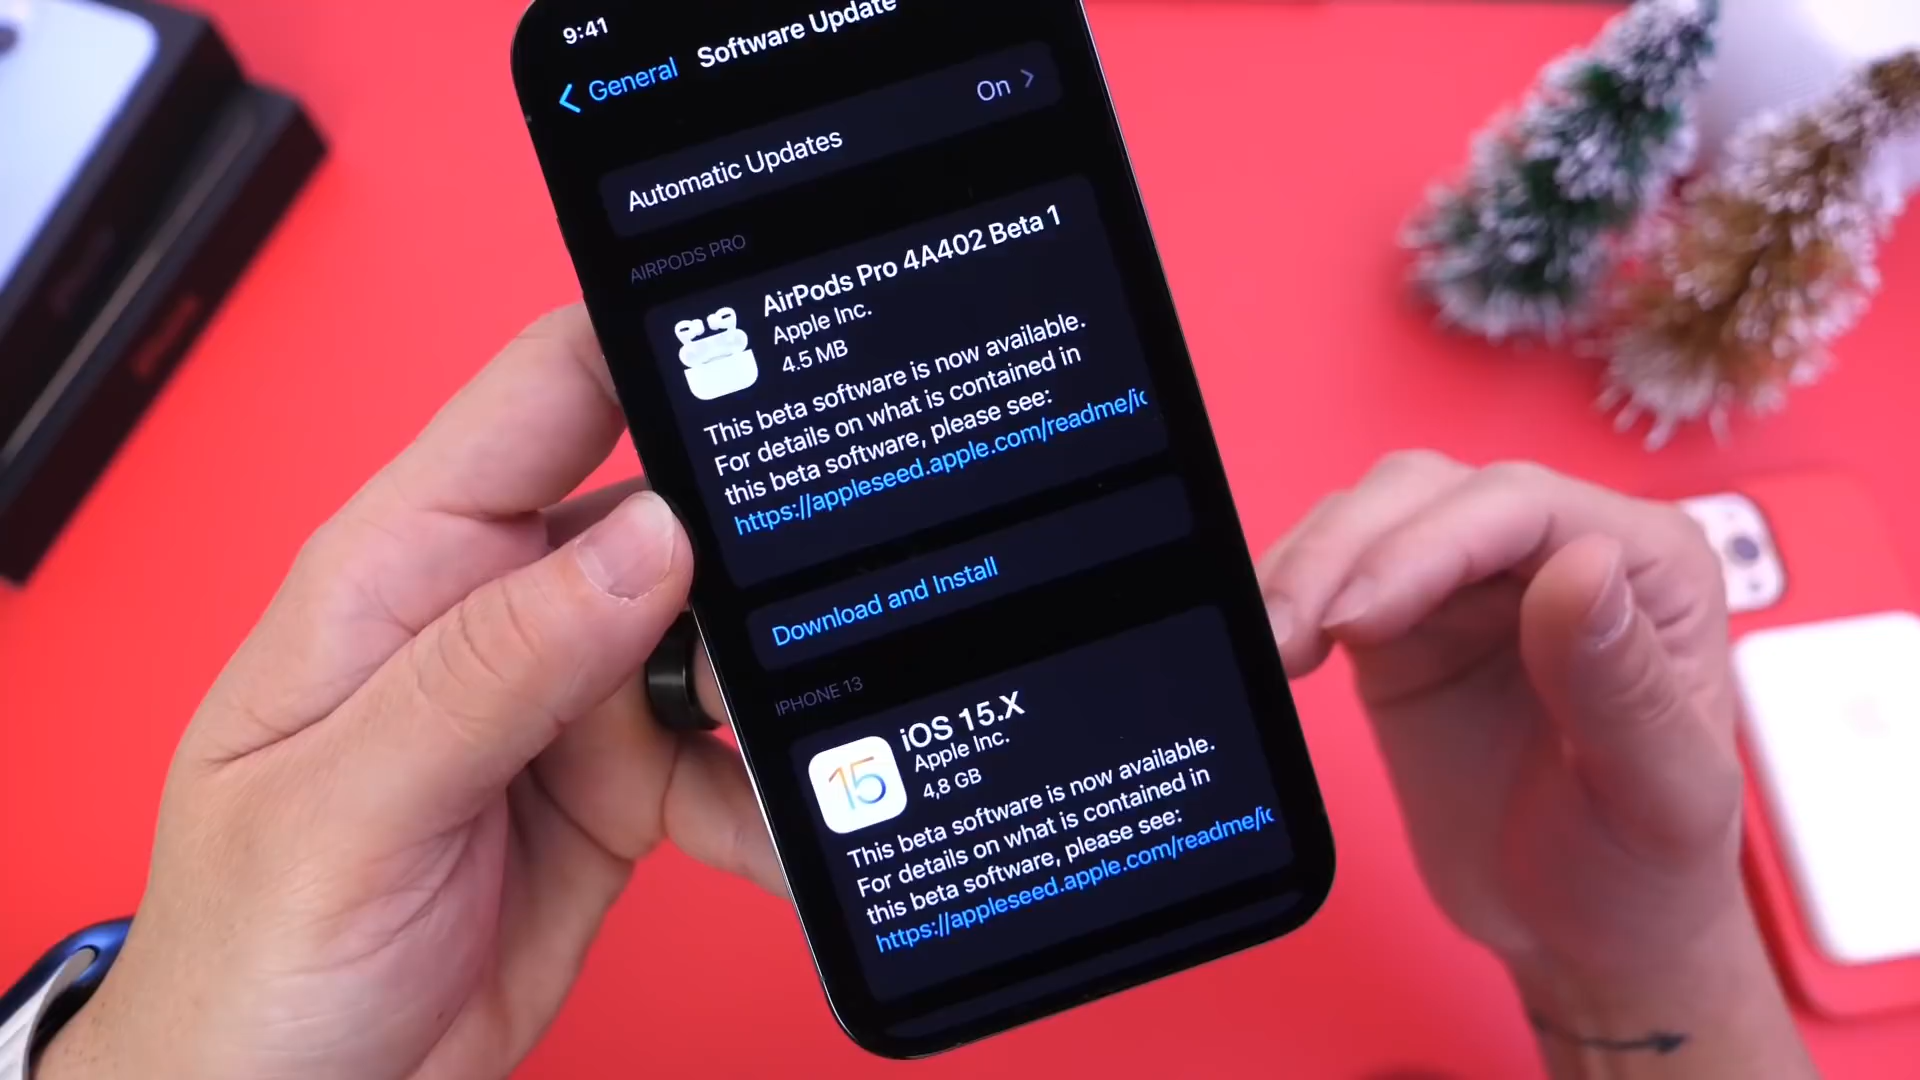 9:41
General
Software Update
Automatic Updates
On
AIRPODS PRO
AirPods Pro 4A402 Beta 1
Apple Inc.
4.5 MB
This beta software is now available.
For details on what is contained in
this beta software, please see:
https://appleseed.apple.com/readme/ic
Download and Install
IPHONE 13
15
iOS 15.X
Apple Inc.
4,8 GB
This beta software is now available.
For details on what is contained in
this beta software, please see:
https://appleseed.apple.com/readme/ic